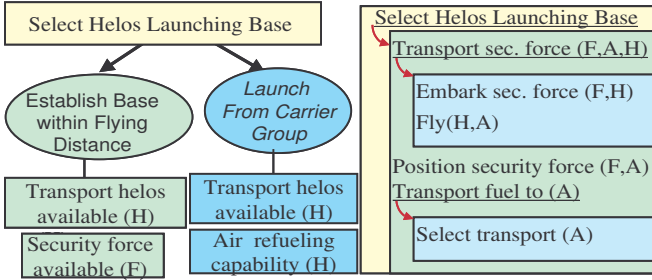 Select Helos Launching Base
Establish Base
within Flying
Distance
Launch
From Carrier
Group
Transport helos
available (H)
Security force
available (F)
Transport helos
available (H)
Air refueling
capability (H)
Select Helos Launching Base
Transport sec. force (F,A,H)
Embark sec. force (F,H)
Fly(H,A)
Position security force (F,A)
Transport fuel to (A)
Select transport (A)